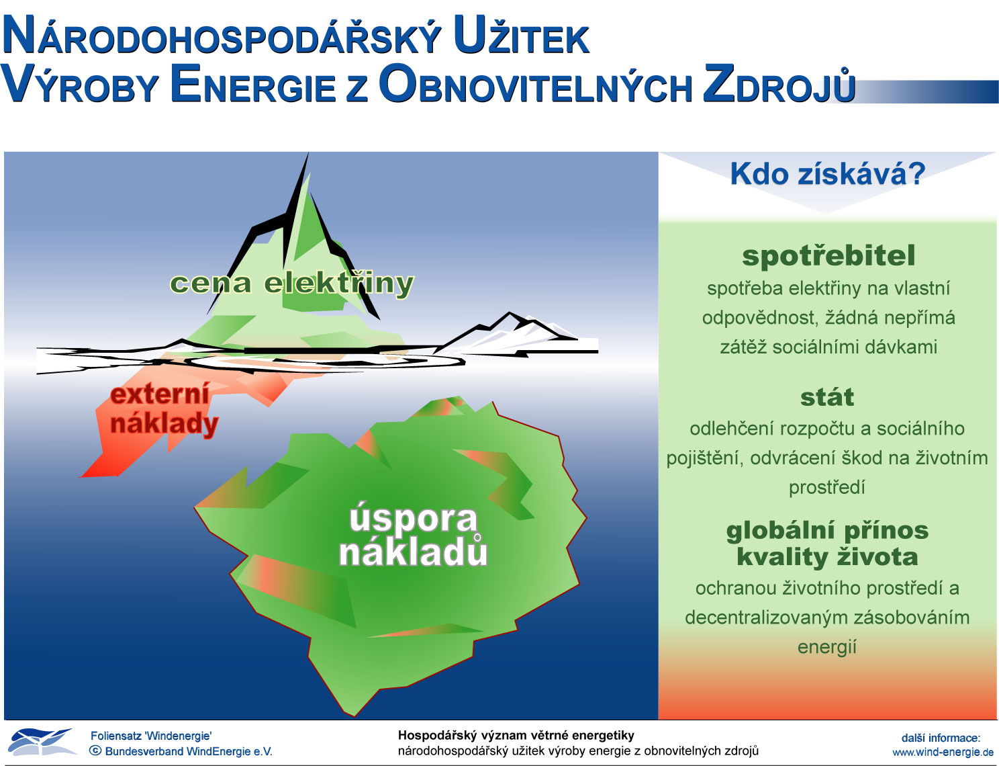 Národohospodářský Užitek
Výroby Energie z Obnovitelných Zdrojů
Kdo získává?
cena elektřiny
externí
náklady
úspora
nákladů
spotřebitel
spotřeba elektřiny na vlastní
odpovědnost, žádná nepřímá
zátěž sociálními dávkami
stát
odlehčení rozpočtu a sociálního
pojištění, odvrácení škod na životním
prostředí
globální přínos
kvality života
ochranou životního prostředí a
decentralizovaným zásobováním
energií
Foliensatz 'Windenergie'
© Bundesverband WindEnergie e.V.
Hospodářský význam větrné energetiky
národohospodářský užitek výroby energie z obnovitelných zdrojů
další informace:
www.wind-energie.de